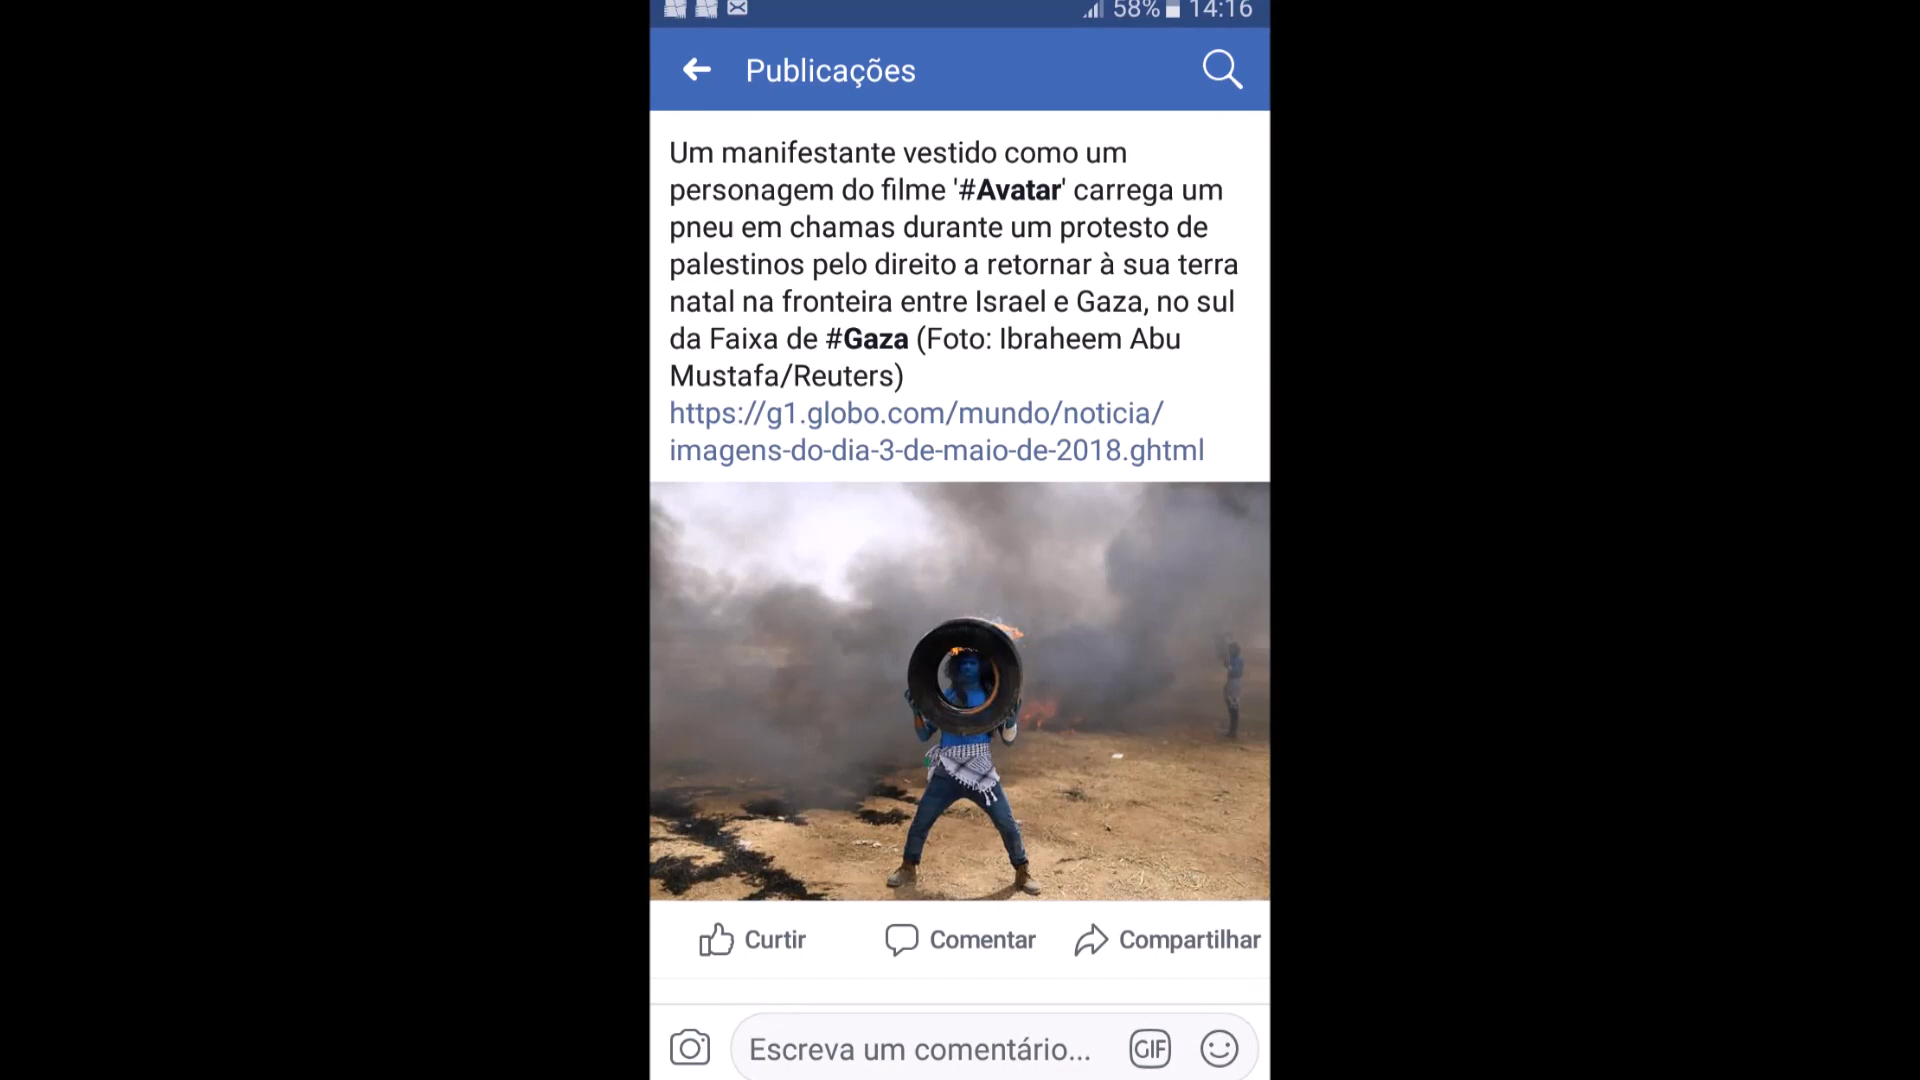 58% 14:16
Publicações
Um manifestante vestido como um
personagem do filme '#Avatar' carrega um
pneu em chamas durante um protesto de
palestinos pelo direito a retornar à sua terra
natal na fronteira entre Israel e Gaza, no sul
da Faixa de #Gaza (Foto: Ibraheem Abu
Mustafa/Reuters)
https://g1.globo.com/mundo/noticia/
imagens-do-dia-3-de-maio-de-2018.ghtml
Curtir Comentar Compartilhar
Escreva um comentário... GIF